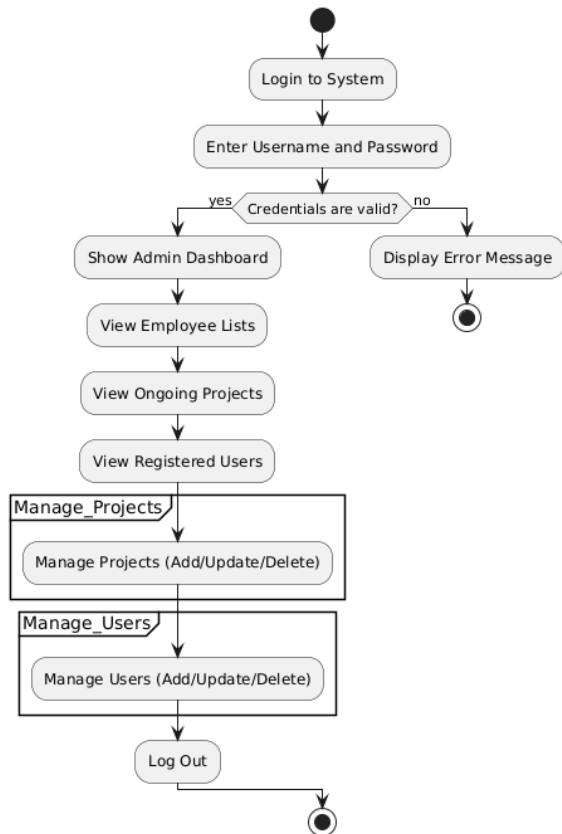 Login to System
Enter Username and Password
yes
Credentials are valid?
no
Show Admin Dashboard
Display Error Message
View Employee Lists
View Ongoing Projects
View Registered Users
Manage_Projects
Manage Projects (Add/Update/Delete)
Manage_Users
Manage Users (Add/Update/Delete)
Log Out